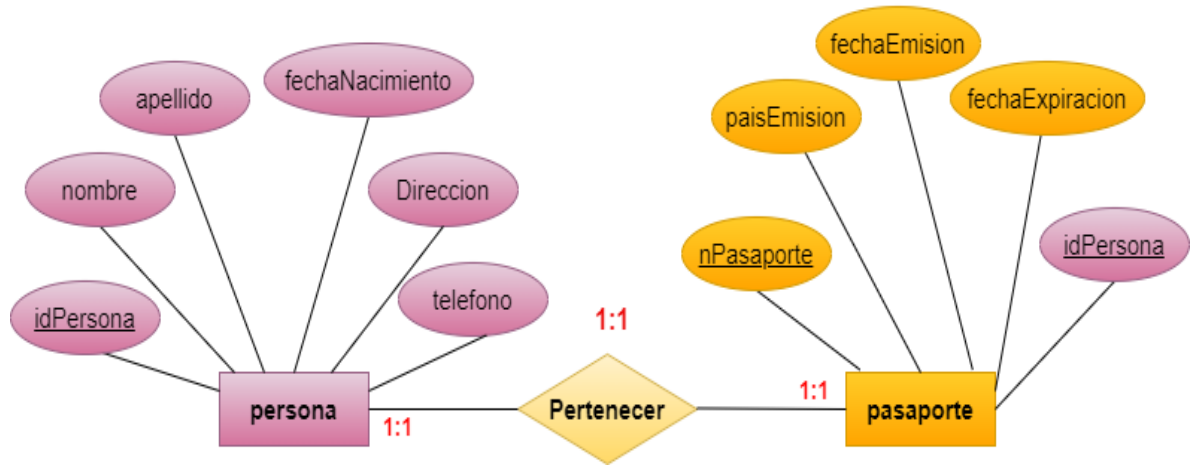 fechaEmision
fechaNacimiento
apellido
fechaExpiracion
paisEmision
nombre
Direccion
nPasaporte
idPersona
idPersona
telefono
1:1
persona
1:1
Pertenecer
1:1
pasaporte